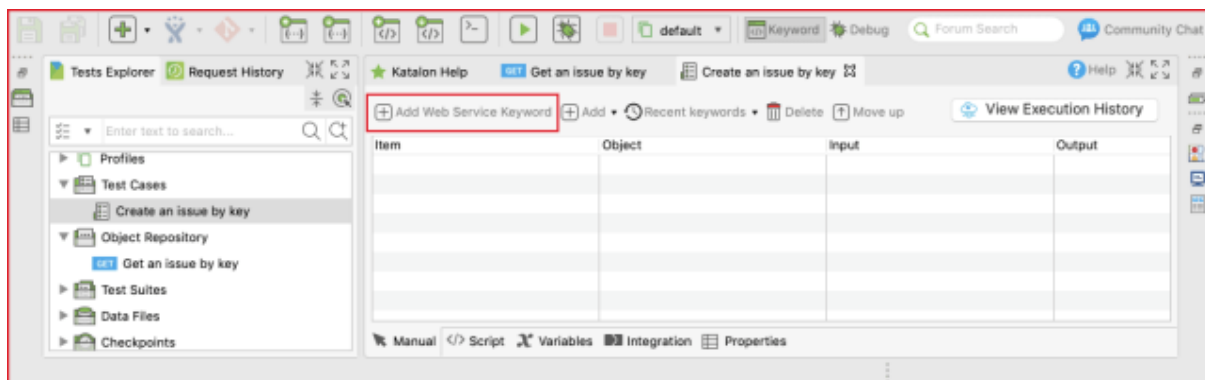 default Keyword Debug Forum Search Community Chat
Tests Explorer Request History Katalon Help GET Get an issue by key Create an issue by key Help
Add Web Service Keyword Add Recent keywords Delete Move up View Execution History
Enter text to search...
Item Object Input Output
Profiles
Test Cases
Create an issue by key
Object Repository
GET Get an issue by key
Test Suites
Data Files
Checkpoints
Manual </> Script Variables Integration Properties